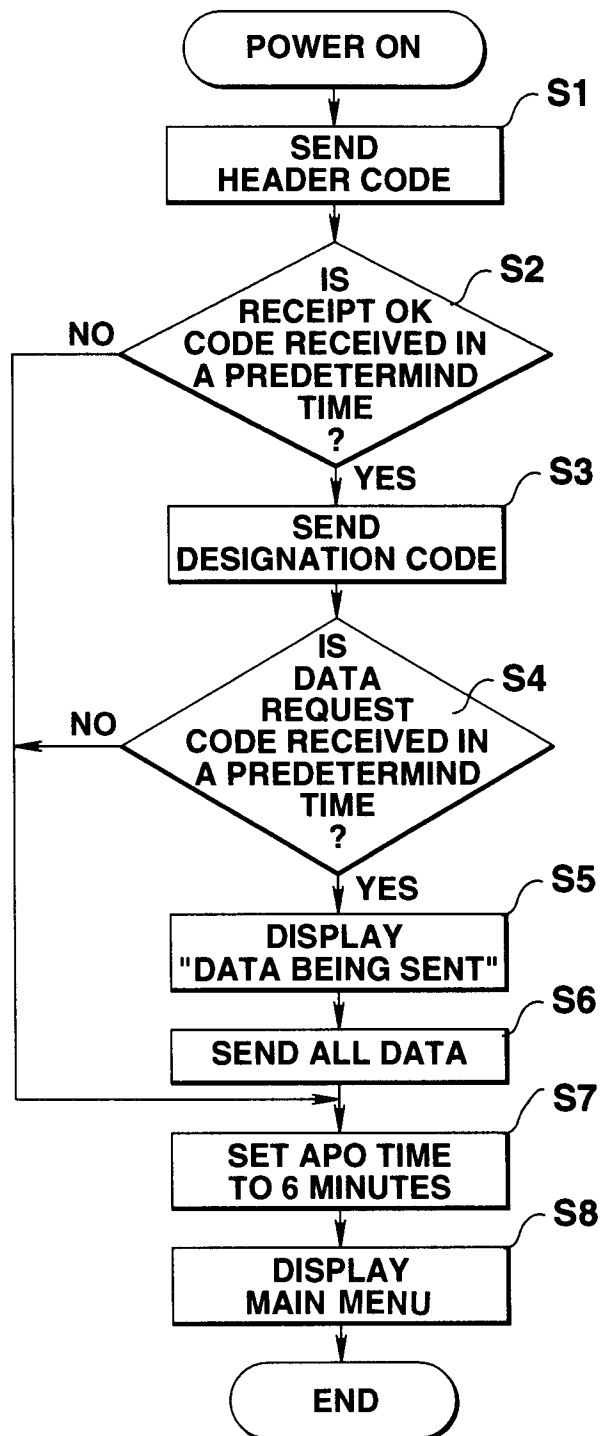 POWER ON
S1
SEND
HEADER CODE
S2
IS
RECEIPT OK
CODE RECEIVED IN
A PREDETERMIND
TIME
?
NO
YES
S3
SEND
DESIGNATION CODE
S4
IS
DATA
REQUEST
CODE RECEIVED IN
A PREDETERMIND
TIME
?
NO
YES
S5
DISPLAY
"DATA BEING SENT"
S6
SEND ALL DATA
S7
SET APO TIME
TO 6 MINUTES
S8
DISPLAY
MAIN MENU
END